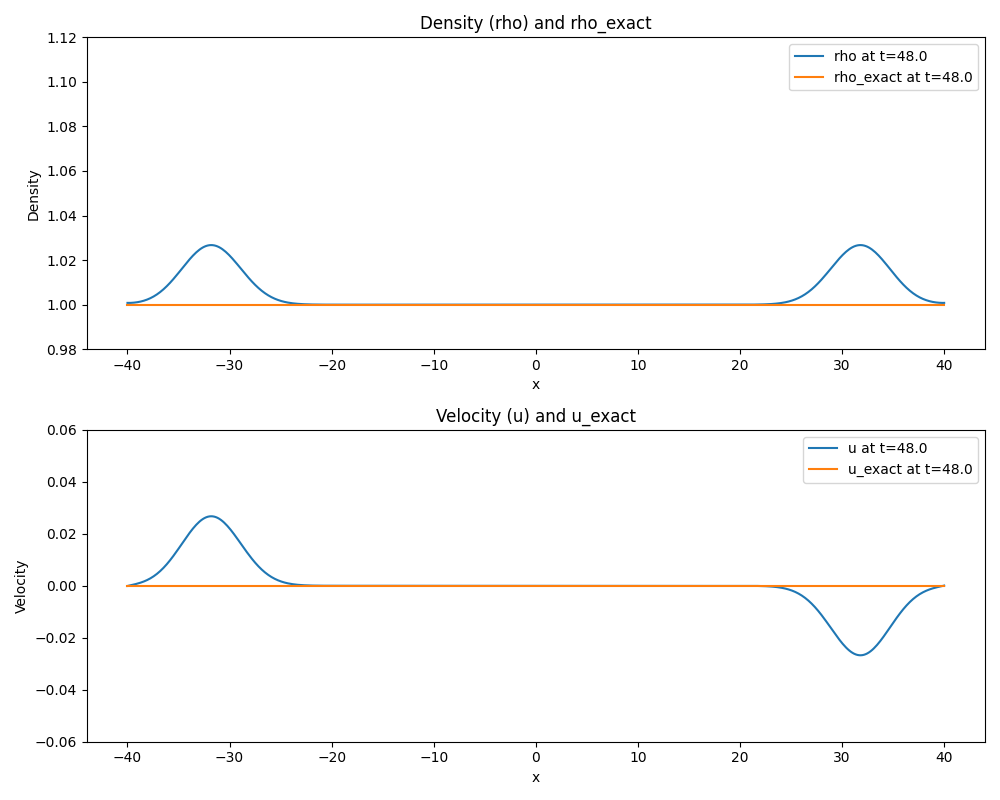 Density (rho) and rho_exact
1.12
1.10
1.08
1.06
1.04
1.02
1.00
0.98
Density
rho at t=48.0
rho_exact at t=48.0
−40 −30 −20 −10 0 10 20 30 40
x
Velocity (u) and u_exact
0.06
0.04
0.02
0.00
−0.02
−0.04
−0.06
Velocity
u at t=48.0
u_exact at t=48.0
−40 −30 −20 −10 0 10 20 30 40
x